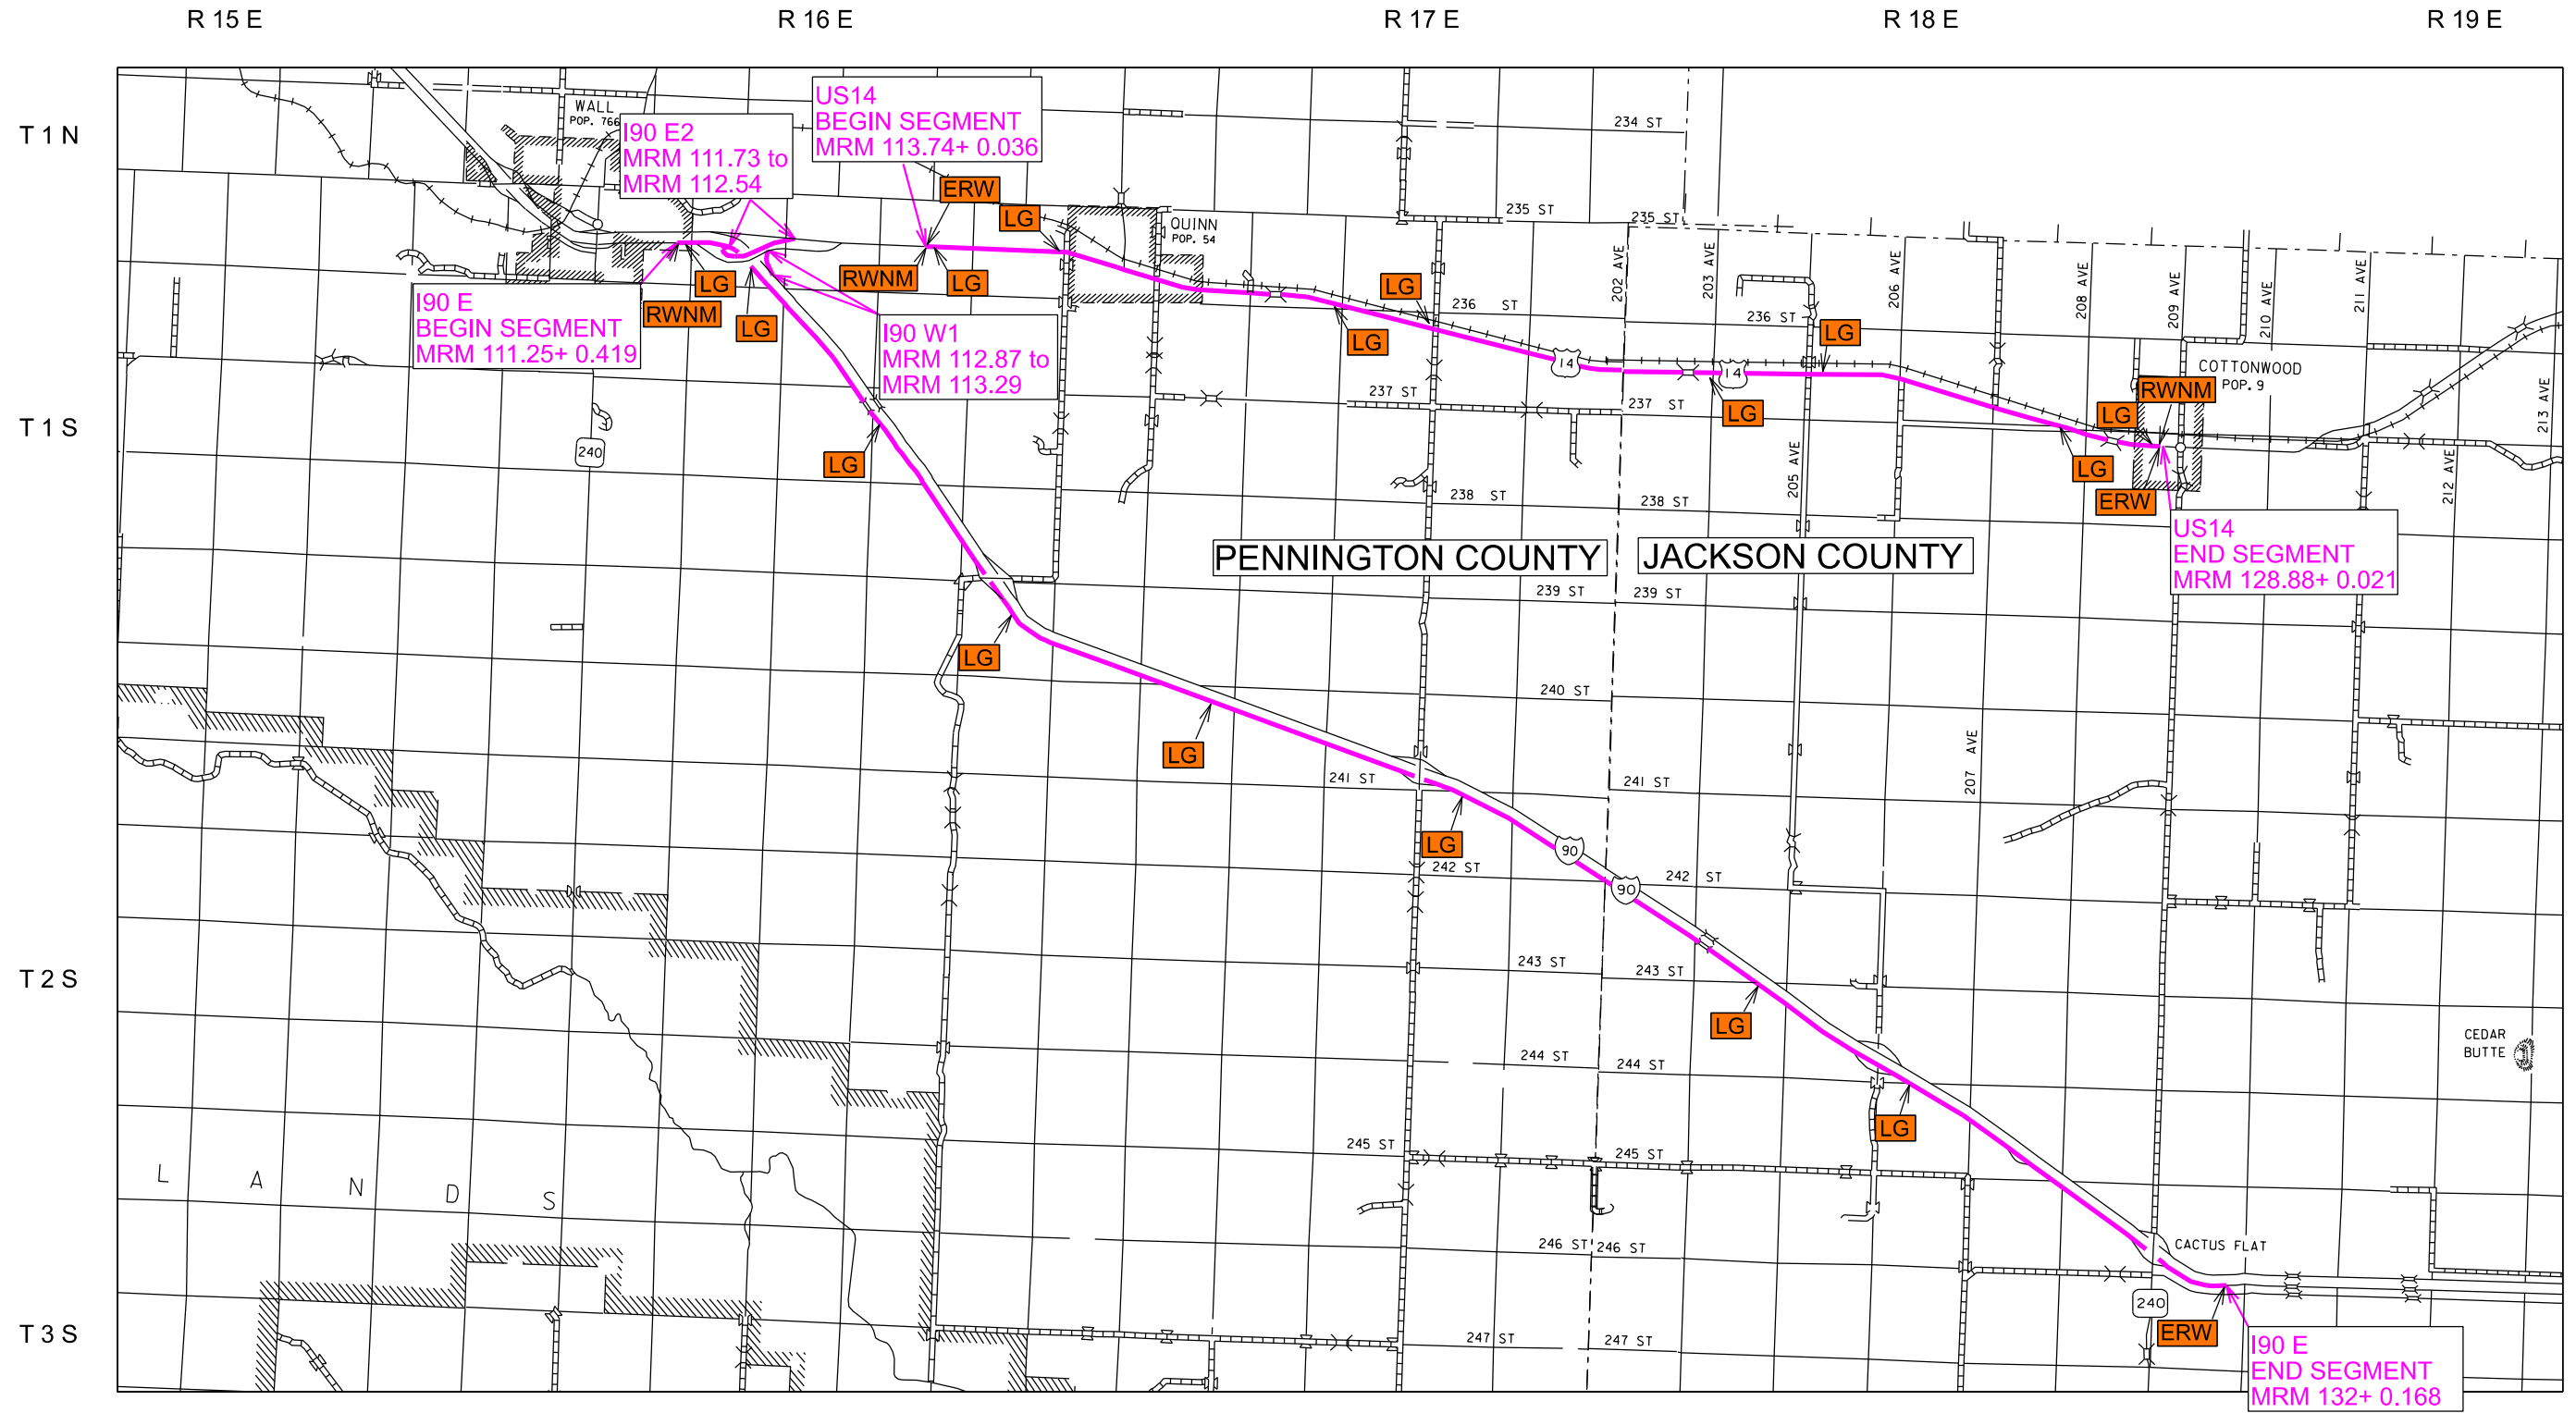 R 15 E
R 16 E
R 17 E
R 18 E
R 19 E
T 1 N
T 1 S
T 2 S
T 3 S
WALL
POP. 766
I90 E2
MRM 111.73 to
MRM 112.54
US14
BEGIN SEGMENT
MRM 113.74+ 0.036
ERW
LG
RWNM
LG
QUINN
POP. 54
234 ST
235 ST
235 ST
I90 E
BEGIN SEGMENT
MRM 111.25+ 0.419
LG
RWNM
LG
I90 W1
MRM 112.87 to
MRM 113.29
LG
LG
236 ST
236 ST
LG
202 AVE
203 AVE
205 AVE
206 AVE
207 AVE
208 AVE
209 AVE
210 AVE
211 AVE
212 AVE
213 AVE
14
14
LG
COTTONWOOD
POP. 9
RWNM
LG
LG
ERW
237 ST
237 ST
240
LG
238 ST
238 ST
PENNINGTON COUNTY
JACKSON COUNTY
US14
END SEGMENT
MRM 128.88+ 0.021
239 ST
239 ST
LG
240 ST
LG
241 ST
241 ST
LG
90
90
242 ST
242 ST
243 ST
243 ST
LG
244 ST
244 ST
CEDAR
BUTTE
LG
245 ST
245 ST
L A N D S
246 ST
246 ST
CACTUS FLAT
240
ERW
247 ST
247 ST
I90 E
END SEGMENT
MRM 132+ 0.168